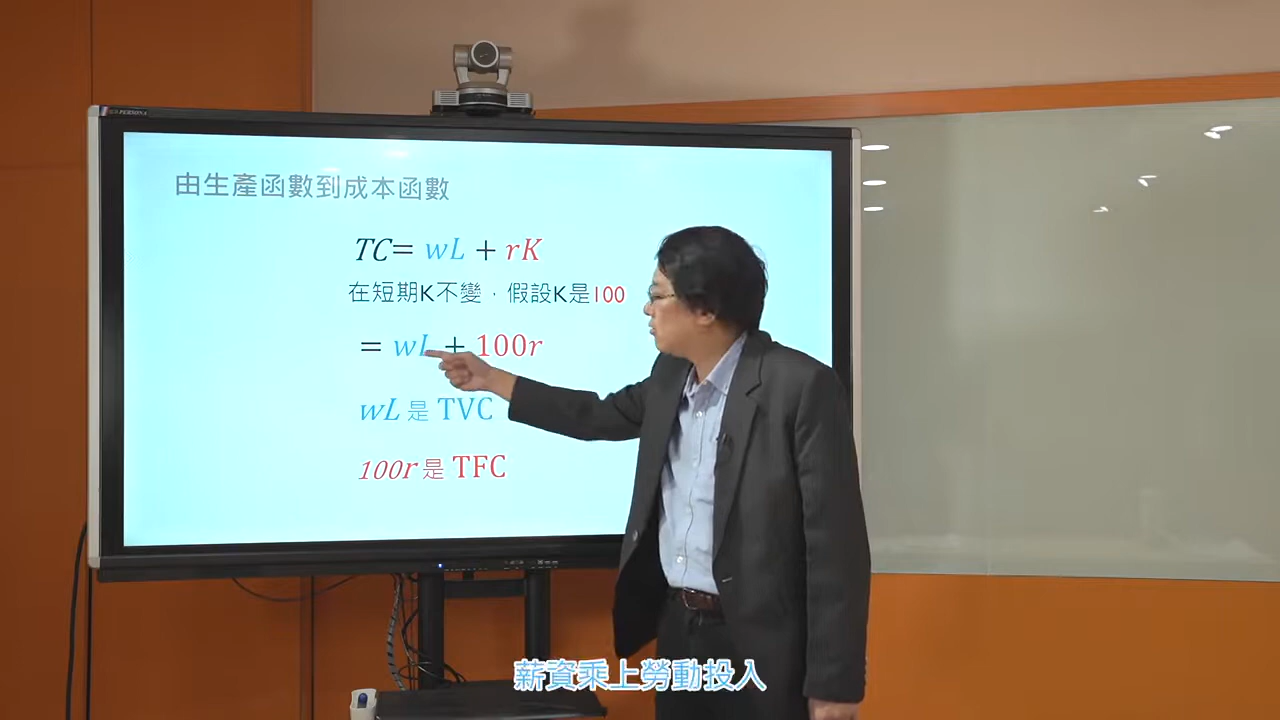 由生產函數到成本函數
TC= wL + rK
在短期K不變，假設K是100
= wL + 100r
wL 是 TVC
100r 是 TFC
薪資乘上勞動投入